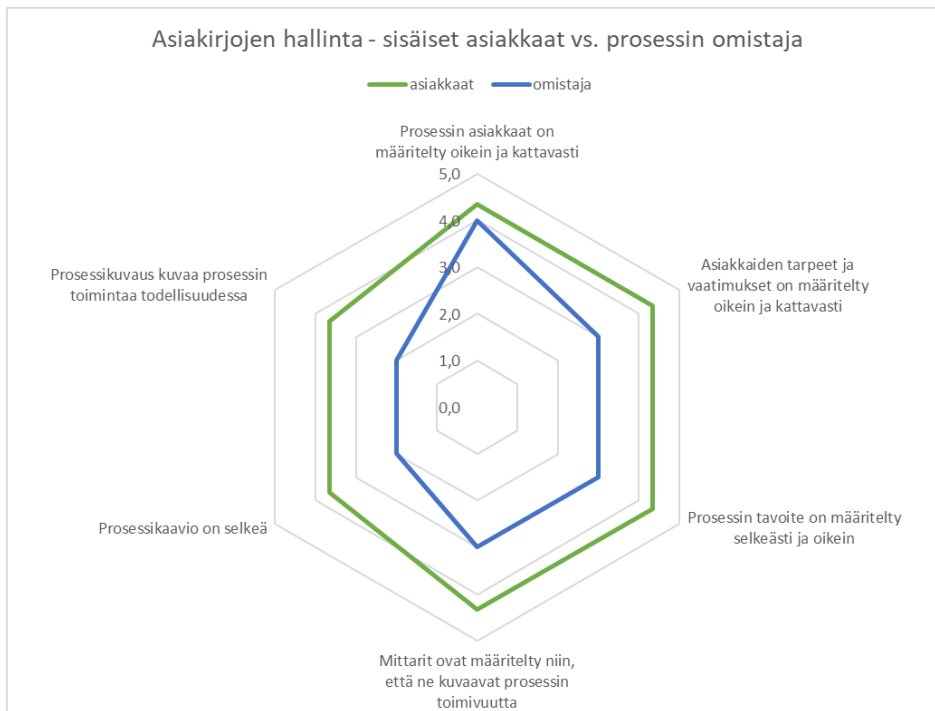 Asiakirjojen hallinta - sisäiset asiakkaat vs. prosessin omistaja
asiakkaat
omistaja
Prosessin asiakkaat on
määritelty oikein ja kattavasti
5,0
4,0
3,0
2,0
1,0
0,0
Asiakkaiden tarpeet ja
vaatimukset on määritelty
oikein ja kattavasti
Prosessin tavoite on määritelty
selkeästi ja oikein
Mittarit ovat määritelty niin,
että ne kuvaavat prosessin
toimivuutta
Prosessikaavio on selkeä
Prosessikuvaus kuvaa prosessin
toimintaa todellisuudessa